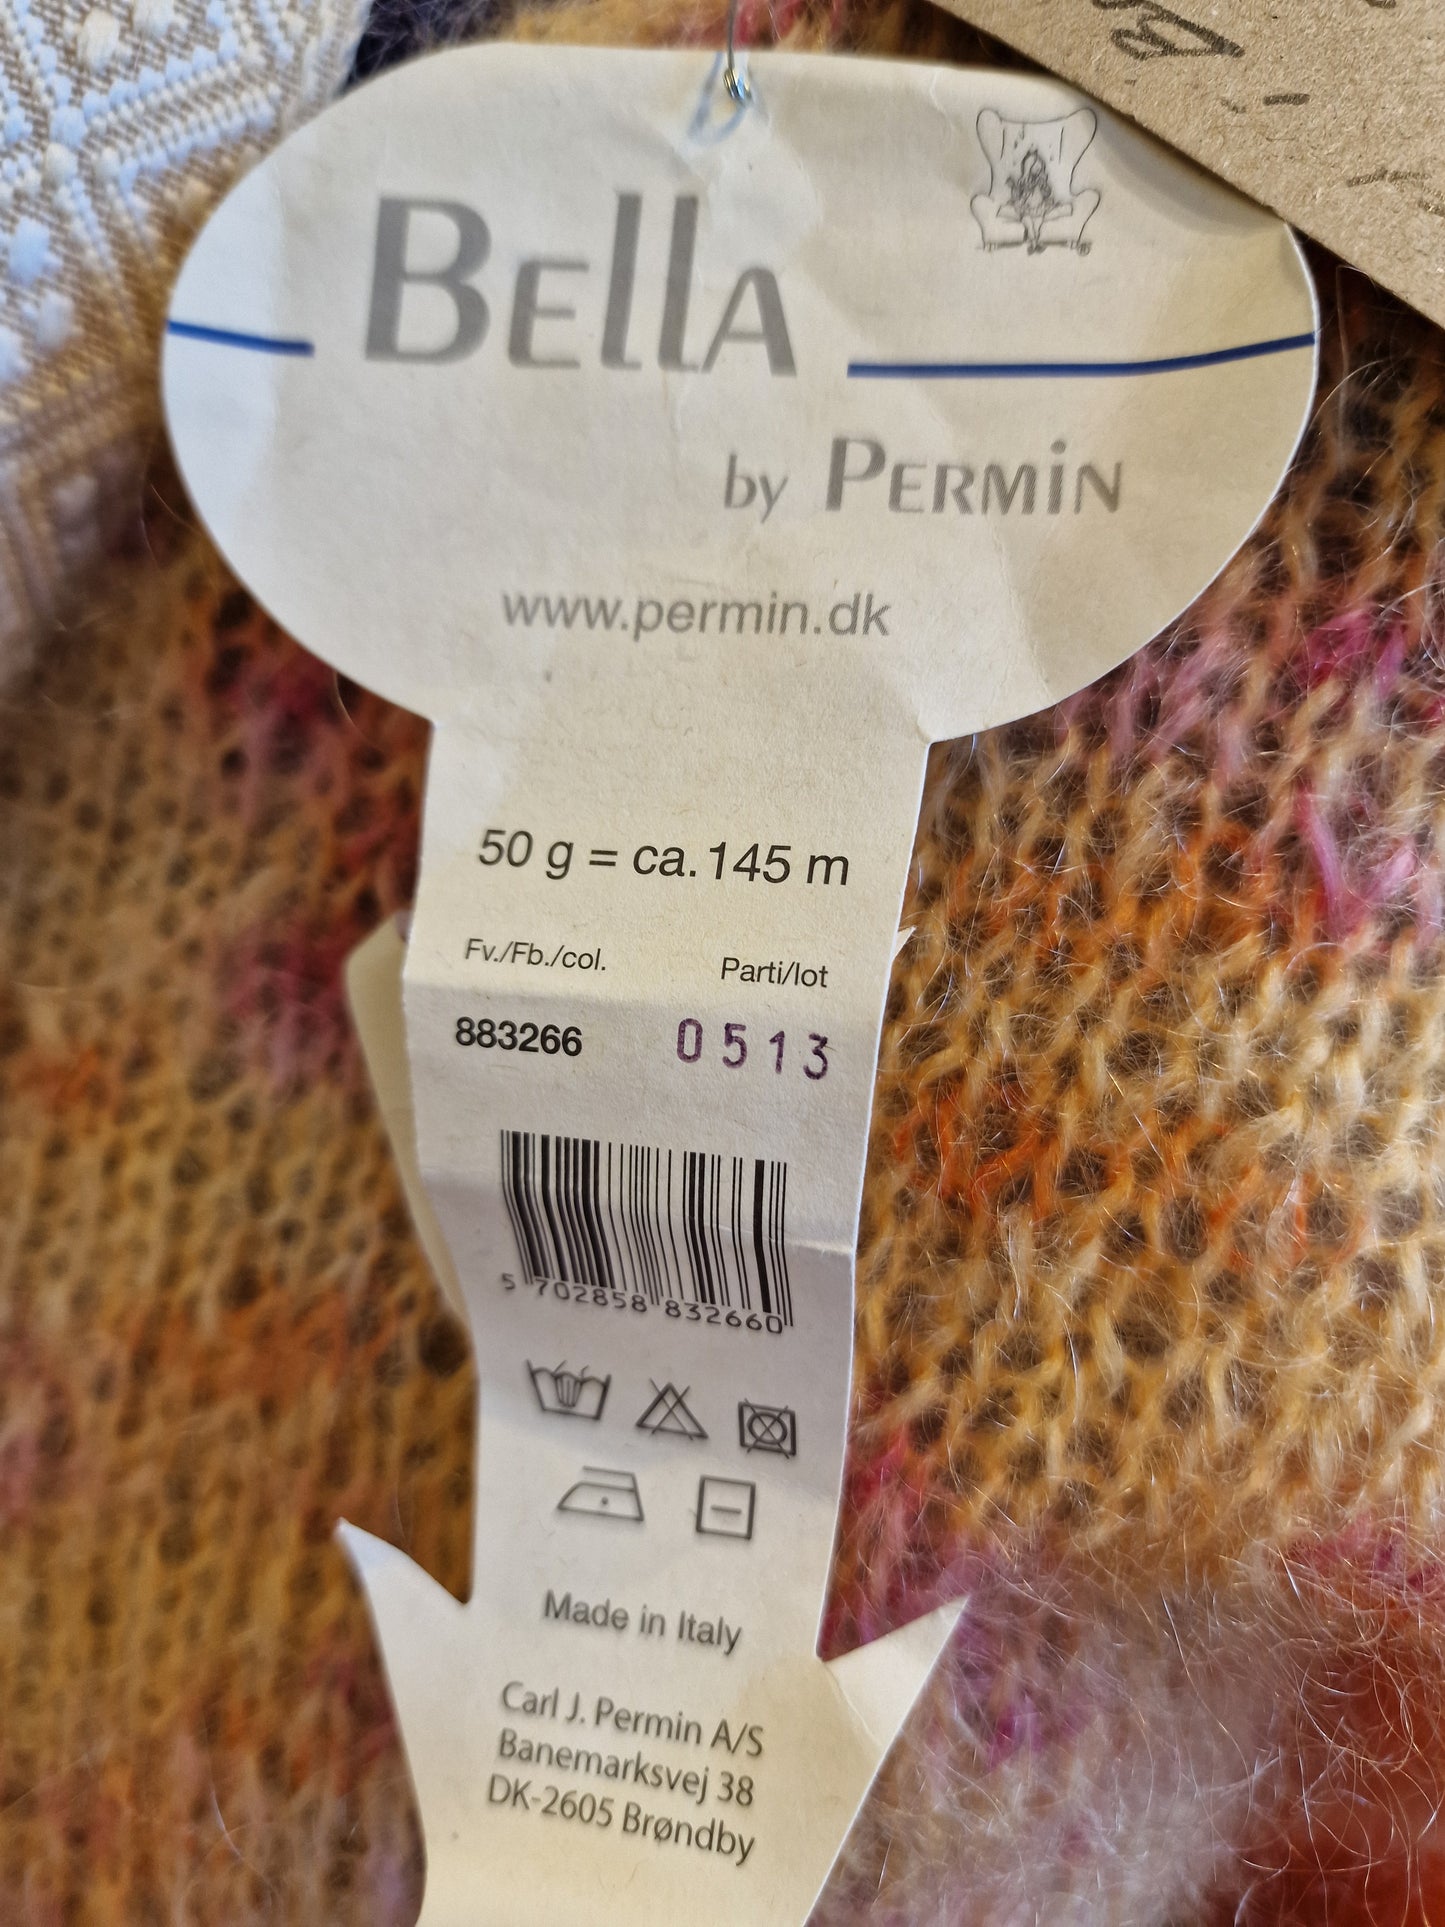 BEllA
by PERMiN
www.permin.dk
50 g = ca. 145 m
Fv./Fb./col. Parti/lot
883266 0513
5 702858 832660
Made in Italy
Carl J. Permin A/S
Banemarksvej 38
DK-2605 Brøndby